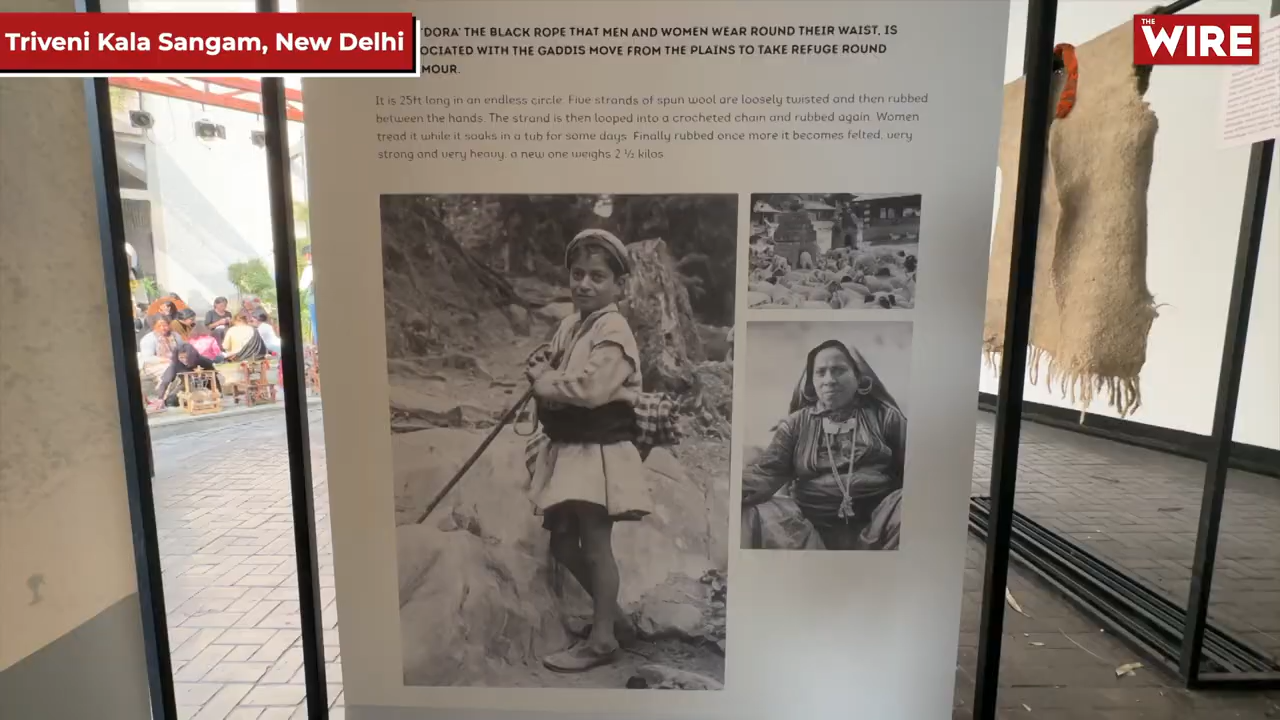 Triveni Kala Sangam, New Delhi
THE
WIRE
'DORA' THE BLACK ROPE THAT MEN AND WOMEN WEAR ROUND THEIR WAIST, IS
OCIATED WITH THE GADDIS MOVE FROM THE PLAINS TO TAKE REFUGE ROUND
MOUR.
It is 25ft long in an endless circle. Five strands of spun wool are loosely twisted and then rubbed
between the hands. The strand is then looped into a crocheted chain and rubbed again. Women
tread it while it soaks in a tub for some days. Finally rubbed once more it becomes felted, very
strong and very heavy, a new one weighs 2 ½ kilos